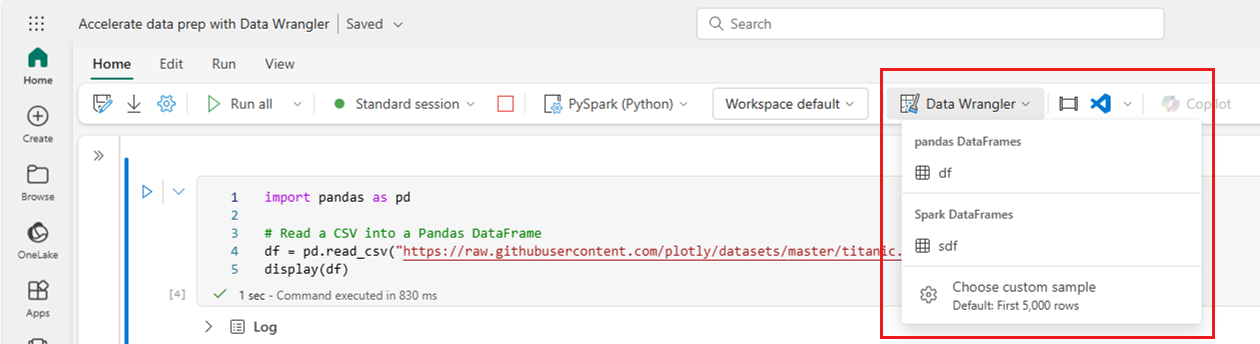 Accelerate data prep with Data Wrangler Saved
Search
Home Edit Run View
Run all Standard session PySpark (Python) Workspace default Data Wrangler Copilot
Home
Create
Browse
OneLake
Apps
pandas DataFrames
df
Spark DataFrames
sdf
Choose custom sample
Default: First 5,000 rows
1 import pandas as pd
2
3 # Read a CSV into a Pandas DataFrame
4 df = pd.read_csv("https://raw.githubusercontent.com/plotly/datasets/master/titanic.
5 display(df)
[4] 1 sec - Command executed in 830 ms
Log